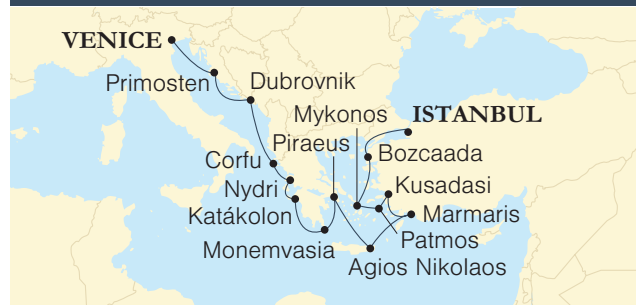 VENICE
Primosten
Dubrovnik
Mykonos
ISTANBUL
Piraeus
Bozcaada
Corfu
Kusadasi
Nydri
Katákolon
Marmaris
Patmos
Monemvasia
Agios Nikolaos